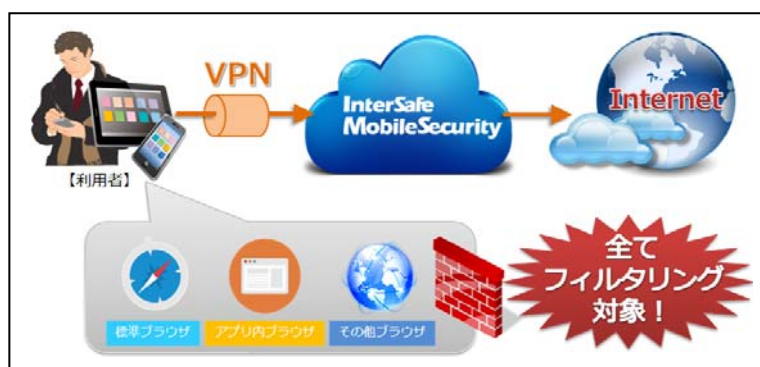 VPN
InterSafe
MobileSecurity
Internet
【利用者】
標準ブラウザ
アプリ内ブラウザ
その他ブラウザ
全て
フィルタリング
対象！